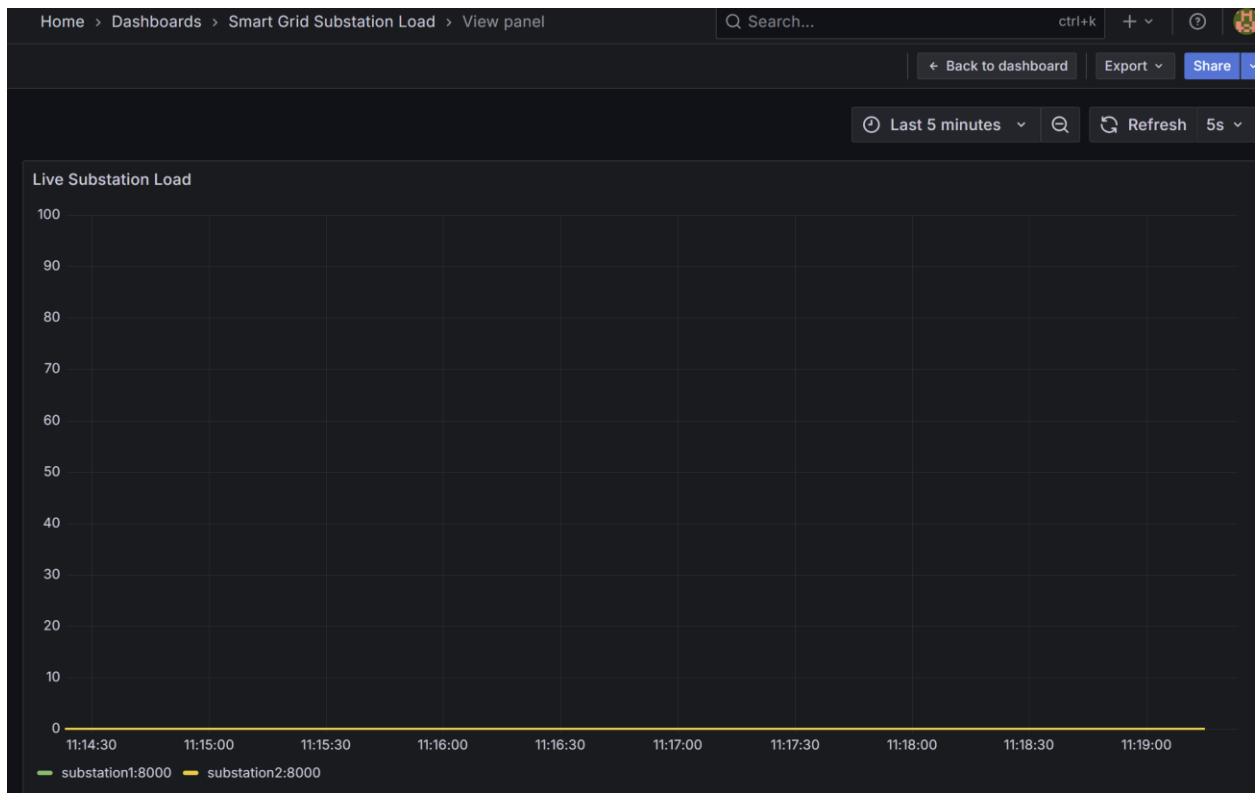 Home > Dashboards > Smart Grid Substation Load > View panel Search... ctrl+k
← Back to dashboard Export Share
Last 5 minutes Refresh 5s
Live Substation Load
100
90
80
70
60
50
40
30
20
10
0
11:14:30 11:15:00 11:15:30 11:16:00 11:16:30 11:17:00 11:17:30 11:18:00 11:18:30 11:19:00
substation1:8000 substation2:8000